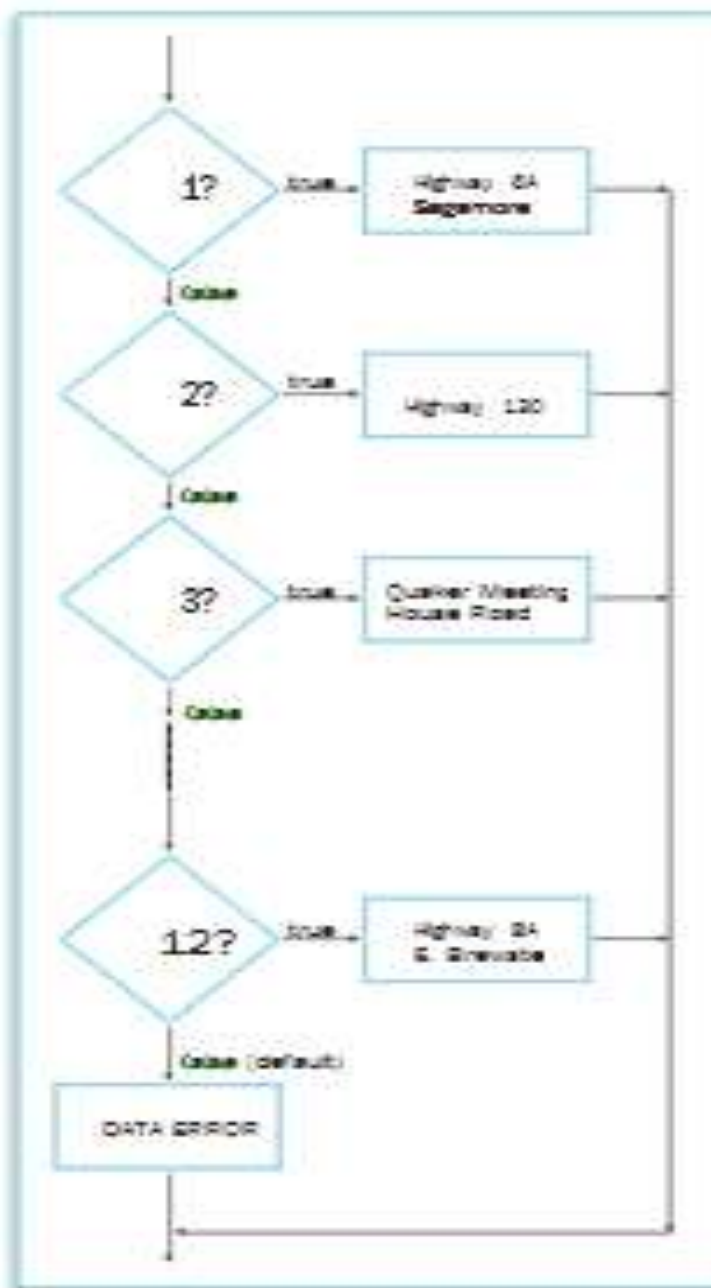 1?
true
Highway 6A
Sagamore
false
2?
true
Highway 130
false
3?
true
Quaker Meeting
House Road
false
12?
true
Highway
E.
false (default)
DATA ERROR